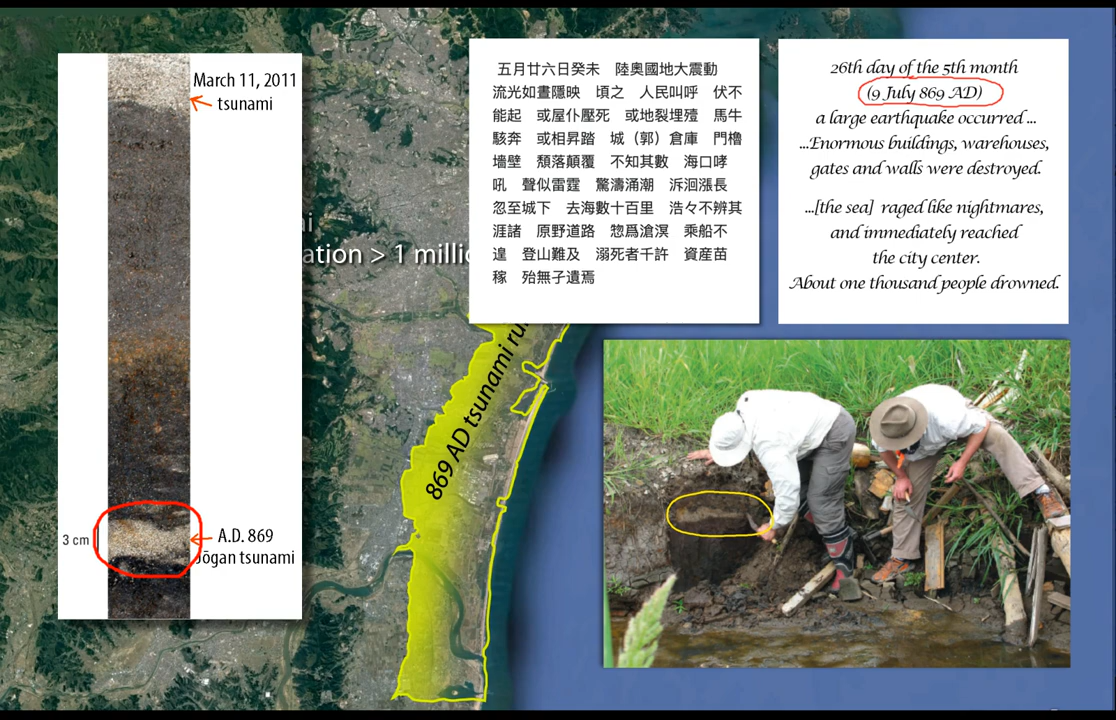 March 11, 2011
tsunami
3 cm
A.D. 869
Jōgan tsunami
ation > 1 millio
869 AD tsunami ru
五月廿六日癸未　陸奧國地大震動
流光如晝隱映　頃之　人民叫呼　伏不
能起　或屋仆壓死　或地裂埋殪　馬牛
駭奔　或相昇踏　城（郭）倉庫　門櫓
墻壁　頽落顛覆　不知其數　海口哮
吼　聲似雷霆　驚濤涌潮　泝洄漲長
忽至城下　去海數十百里　浩々不辨其
涯諸　原野道路　惣爲滄溟　乘船不
遑　登山難及　溺死者千許　資産苗
稼　殆無孑遺焉
26th day of the 5th month
(9 July 869 AD)
a large earthquake occurred ...
...Enormous buildings, warehouses,
gates and walls were destroyed.
...[the sea] raged like nightmares,
and immediately reached
the city center.
About one thousand people drowned.